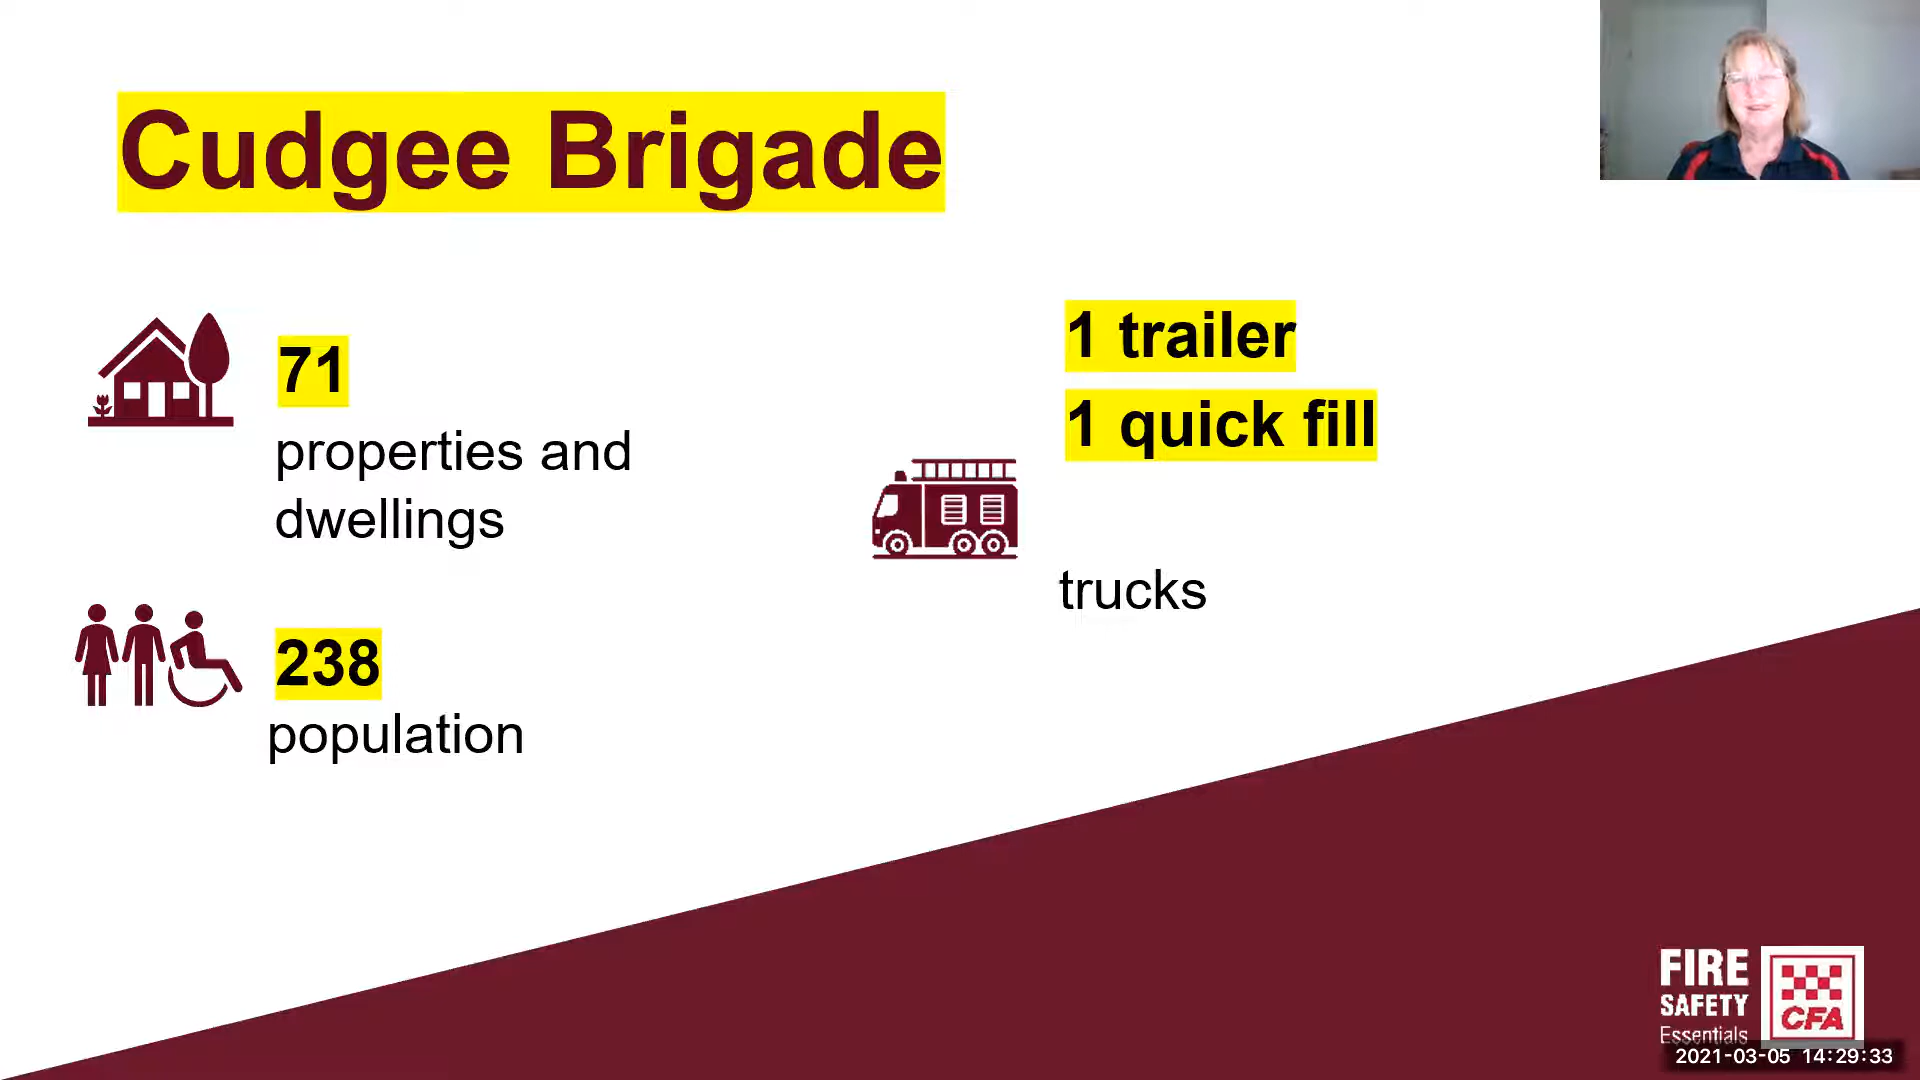 Cudgee Brigade
71
properties and
dwellings
238
population
1 trailer
1 quick fill
trucks
FIRE
SAFETY
Essentials
CFA
2021-03-05 14:29:33